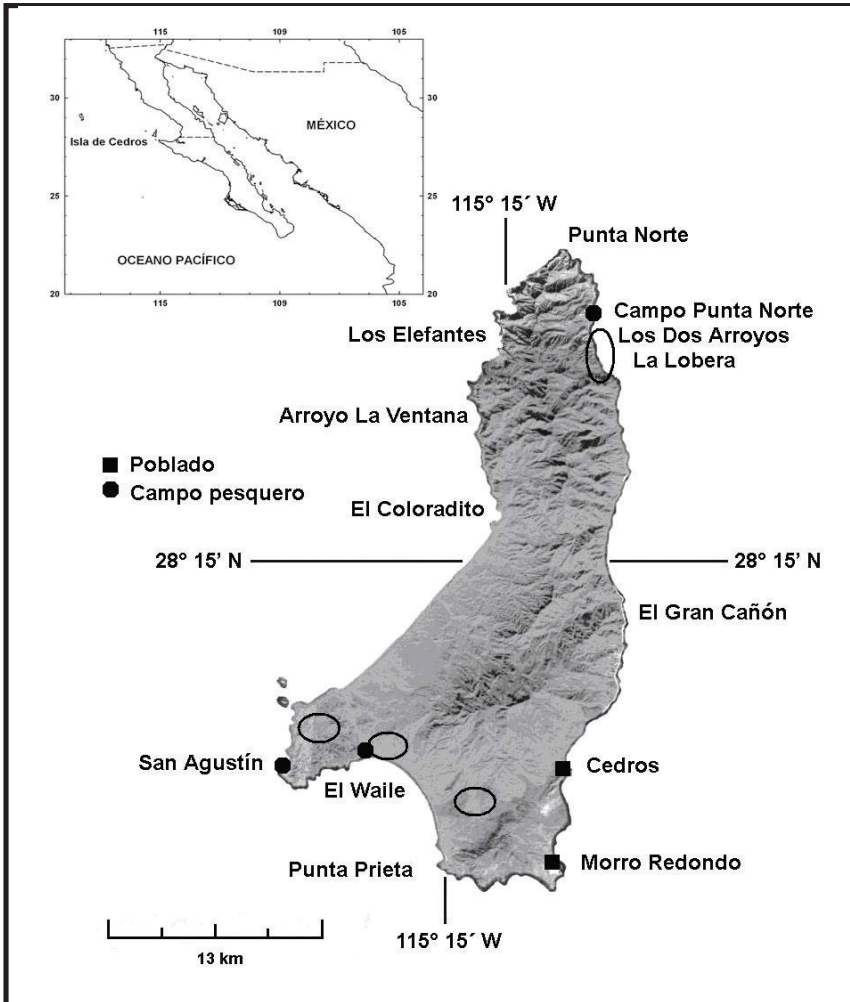 115
109
105
30
MÉXICO
Isla de Cedros
25
OCEANO PACÍFICO
20
115
109
105
115° 15´ W
Punta Norte
Campo Punta Norte
Los Elefantes
Los Dos Arroyos
La Lobera
Arroyo La Ventana
Poblado
Campo pesquero
El Coloradito
28° 15’ N
28° 15’ N
El Gran Cañón
San Agustín
Cedros
El Waile
Punta Prieta
Morro Redondo
115° 15´ W
13 km
30
25
20